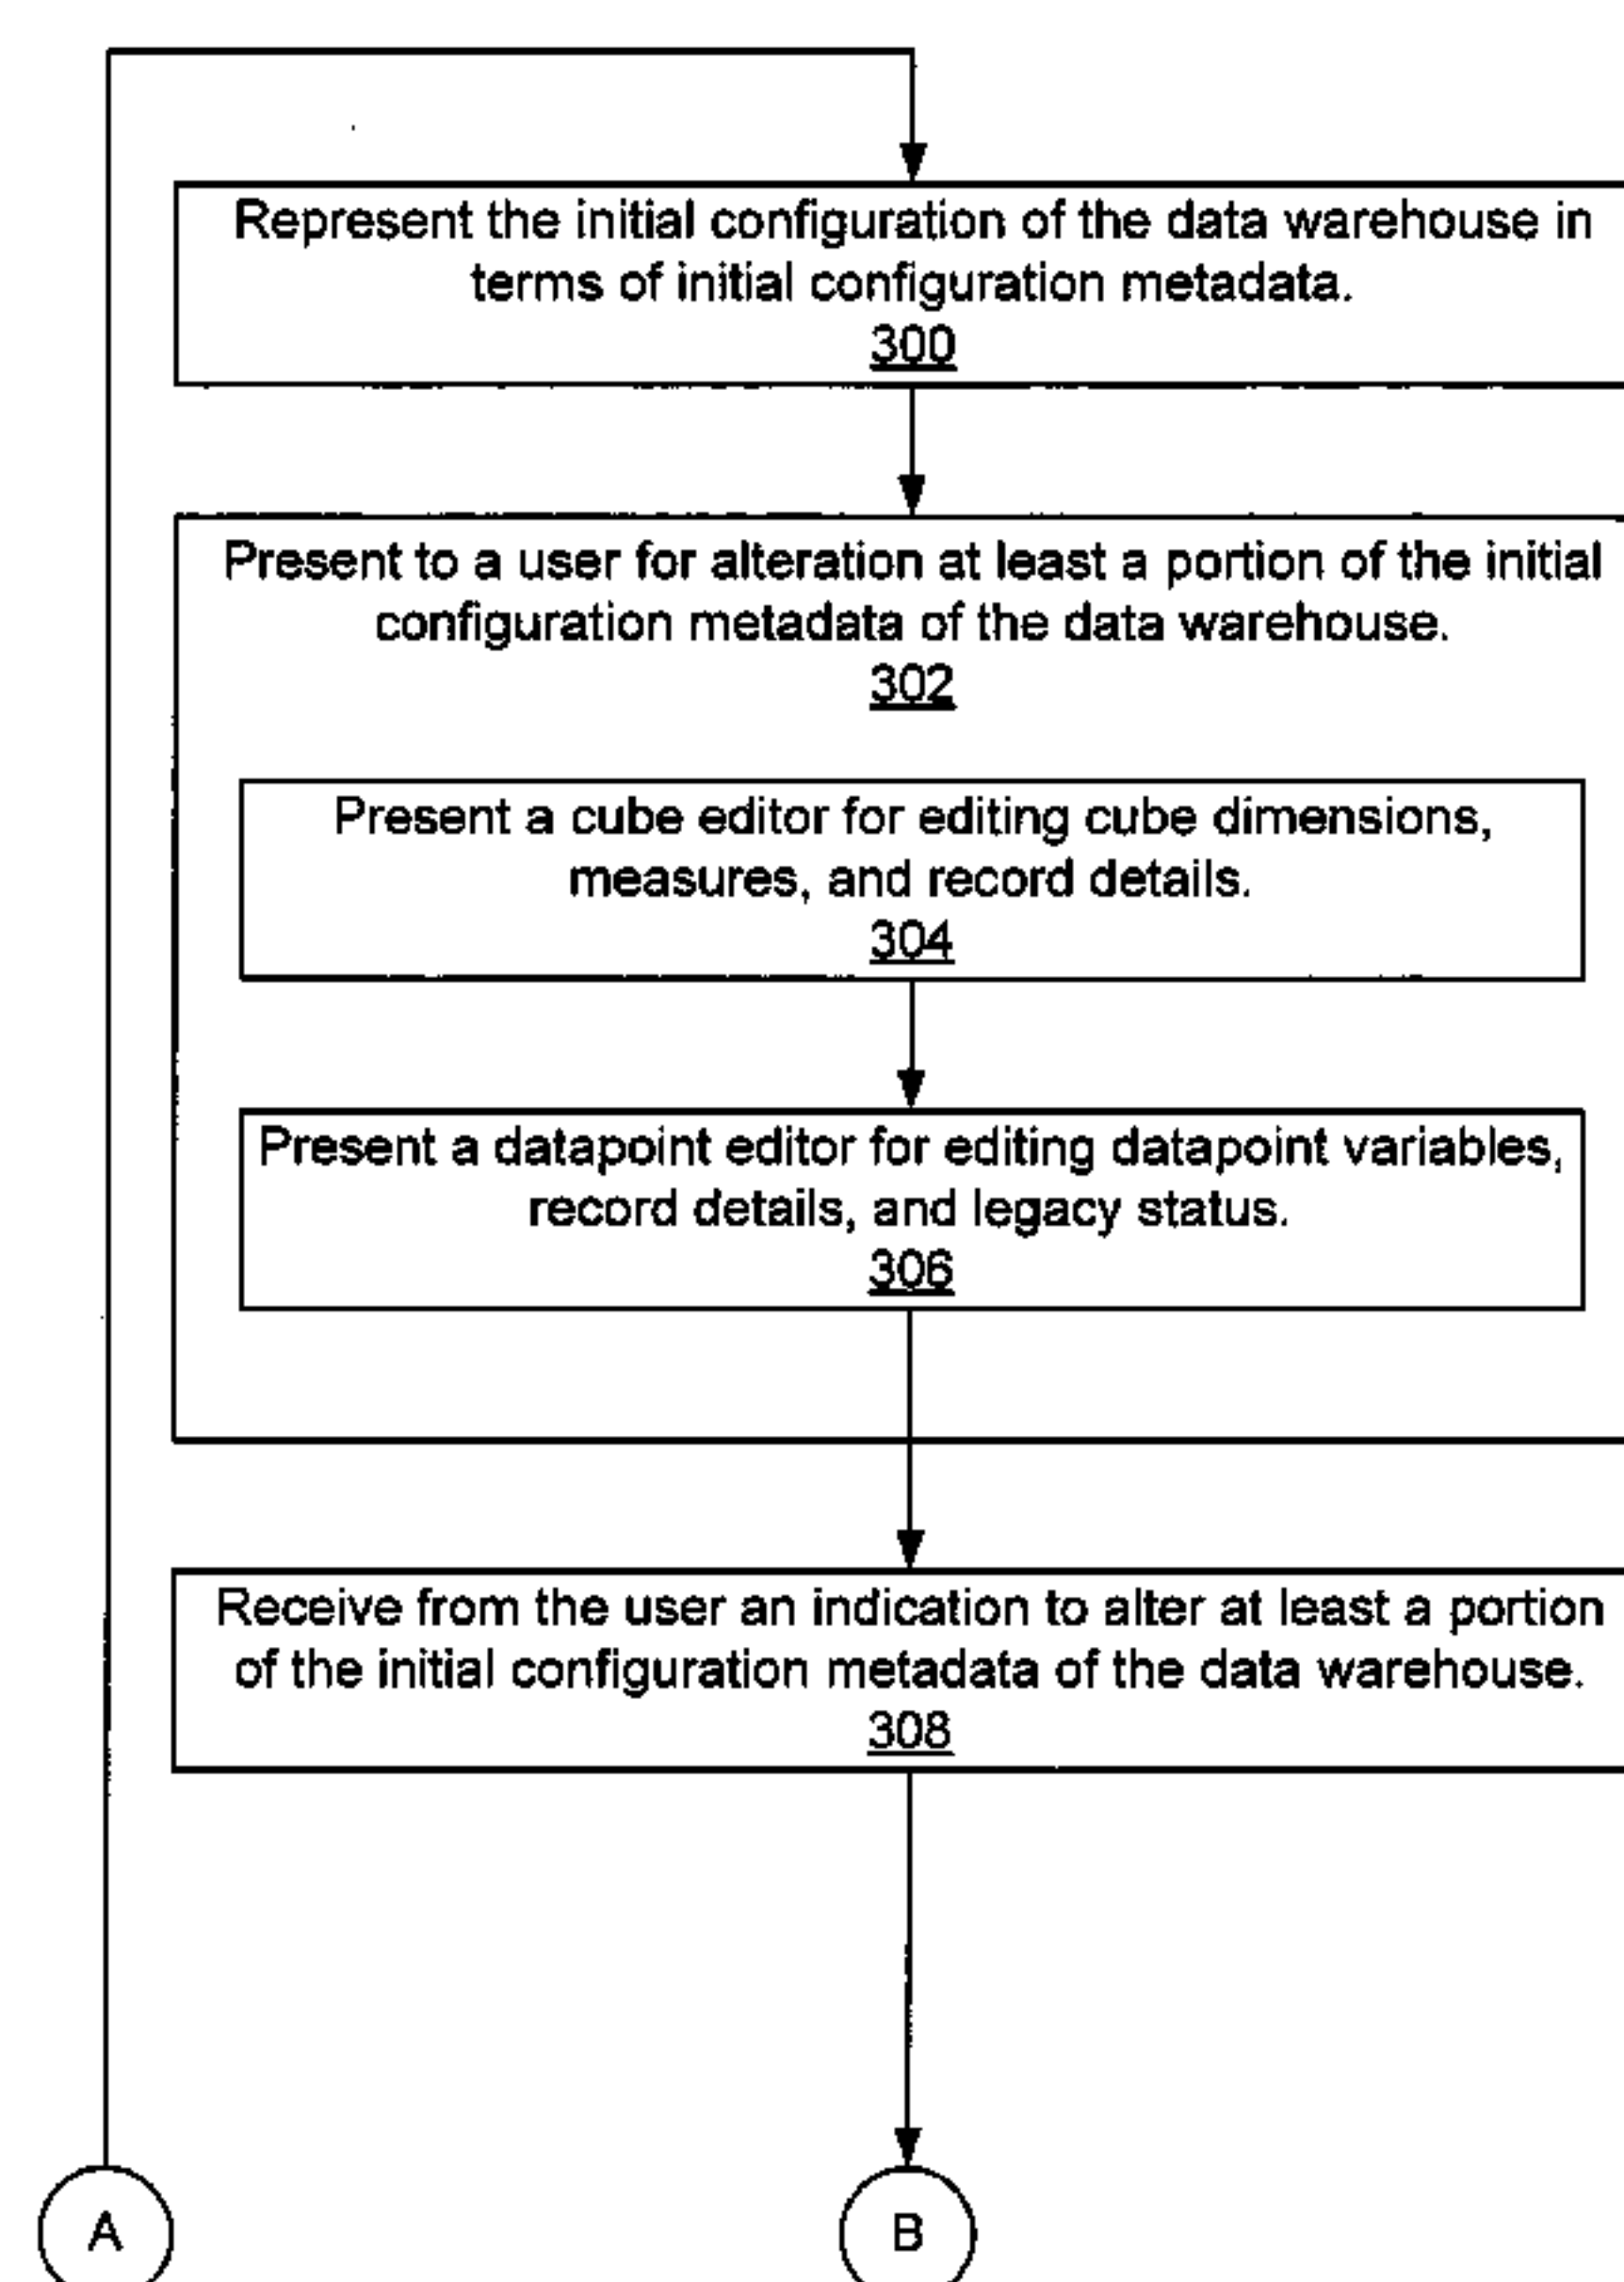 Represent the initial configuration of the data warehouse in
terms of initial configuration metadata.
300
Present to a user for alteration at least a portion of the initial
configuration metadata of the data warehouse.
302
Present a cube editor for editing cube dimensions,
measures, and record details.
304
Present a datapoint editor for editing datapoint variables,
record details, and legacy status.
306
Receive from the user an indication to alter at least a portion
of the initial configuration metadata of the data warehouse.
308
A
B